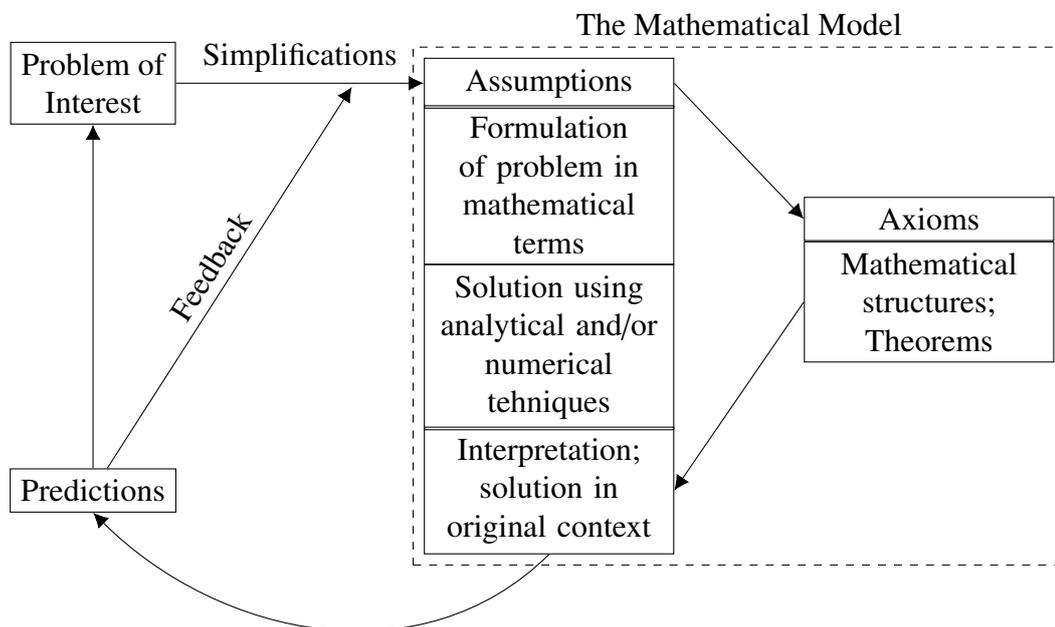 The Mathematical Model
Problem of
Interest
Simplifications
Assumptions
Formulation
of problem in
mathematical
terms
Solution using
analytical and/or
numerical
tehniques
Interpretation;
solution in
original context
Axioms
Mathematical
structures;
Theorems
Feedback
Predictions